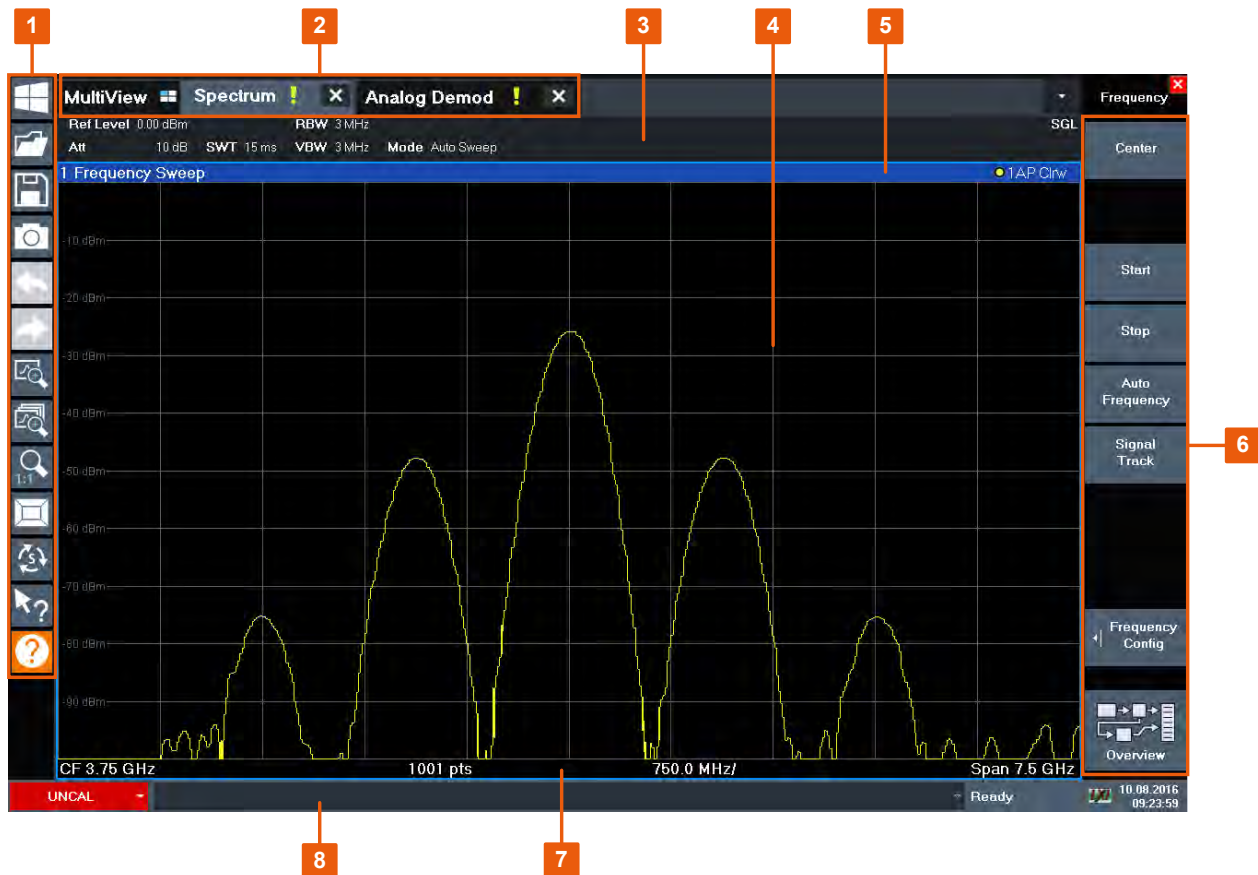 1
2
3
4
5
MultiView Spectrum ! X Analog Demod ! X
Frequency
Ref Level 0.00 dBm RBW 3 MHz SGL
Att 10 dB SWT 15 ms VBW 3 MHz Mode Auto Sweep
1 Frequency Sweep 1AP Clrw
Center
Start
Stop
Auto
Frequency
Signal
Track
6
Frequency
Config
Overview
-10 dBm
-20 dBm
-30 dBm
-40 dBm
-50 dBm
-60 dBm
-70 dBm
-80 dBm
-90 dBm
1:1
S
?
?
CF 3.75 GHz 1001 pts 750.0 MHz/ Span 7.5 GHz
UNCAL Ready 10.08.2016
09:23:59
8
7